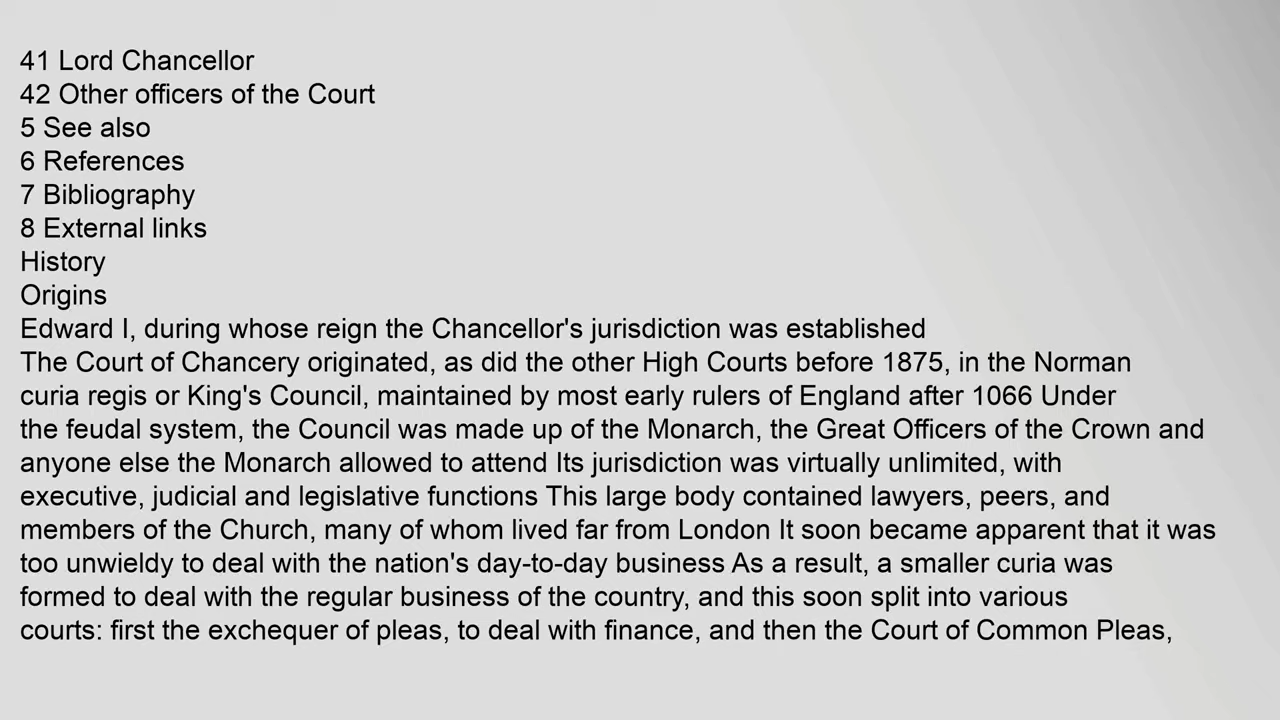 41 Lord Chancellor
42 Other officers of the Court
5 See also
6 References
7 Bibliography
8 External links
History
Origins
Edward I, during whose reign the Chancellor's jurisdiction was established
The Court of Chancery originated, as did the other High Courts before 1875, in the Norman
curia regis or King's Council, maintained by most early rulers of England after 1066 Under
the feudal system, the Council was made up of the Monarch, the Great Officers of the Crown and
anyone else the Monarch allowed to attend Its jurisdiction was virtually unlimited, with
executive, judicial and legislative functions This large body contained lawyers, peers, and
members of the Church, many of whom lived far from London It soon became apparent that it was
too unwieldy to deal with the nation's day-to-day business As a result, a smaller curia was
formed to deal with the regular business of the country, and this soon split into various
courts: first the exchequer of pleas, to deal with finance, and then the Court of Common Pleas,